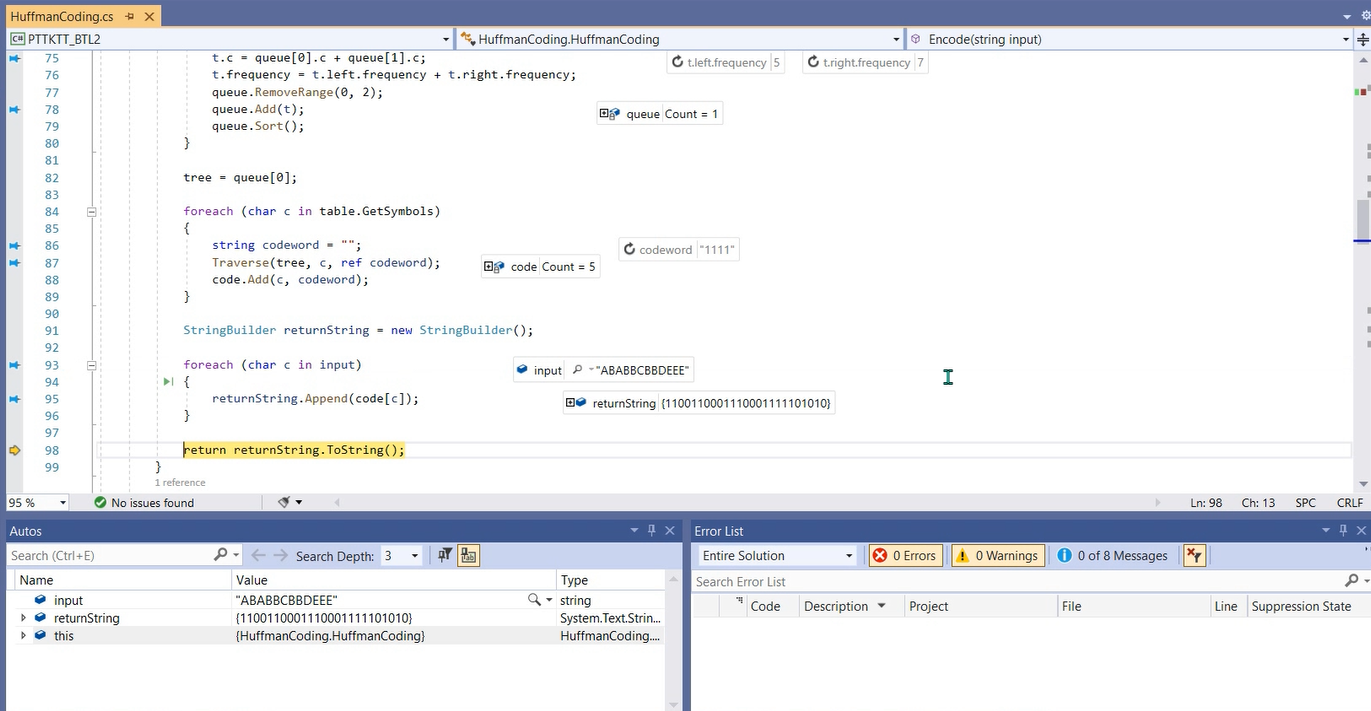 HuffmanCoding.cs
C# PTTKTT_BTL2 HuffmanCoding.HuffmanCoding Encode(string input)
75 t.c = queue[0].c + queue[1].c; t.left.frequency 5 t.right.frequency 7
76 t.frequency = t.left.frequency + t.right.frequency;
77 queue.RemoveRange(0, 2);
78 queue.Add(t); queue Count = 1
79 queue.Sort();
80 }
81
82 tree = queue[0];
83
84 foreach (char c in table.GetSymbols)
85 {
86 string codeword = ""; codeword "1111"
87 Traverse(tree, c, ref codeword); code Count = 5
88 code.Add(c, codeword);
89 }
90
91 StringBuilder returnString = new StringBuilder();
92
93 foreach (char c in input) input "ABABBCBBDEEE"
94 {
95 returnString.Append(code[c]); returnString {1100110001110001111101010}
96 }
97
98 return returnString.ToString();
99 }
1 reference
95 % No issues found Ln: 98 Ch: 13 SPC CRLF
Autos
Search (Ctrl+E) Search Depth: 3
Name Value Type
input "ABABBCBBDEEE" string
returnString {1100110001110001111101010} System.Text.Strin...
this {HuffmanCoding.HuffmanCoding} HuffmanCoding....
Error List
Entire Solution 0 Errors 0 Warnings 0 of 8 Messages
Search Error List
Code Description Project File Line Suppression State